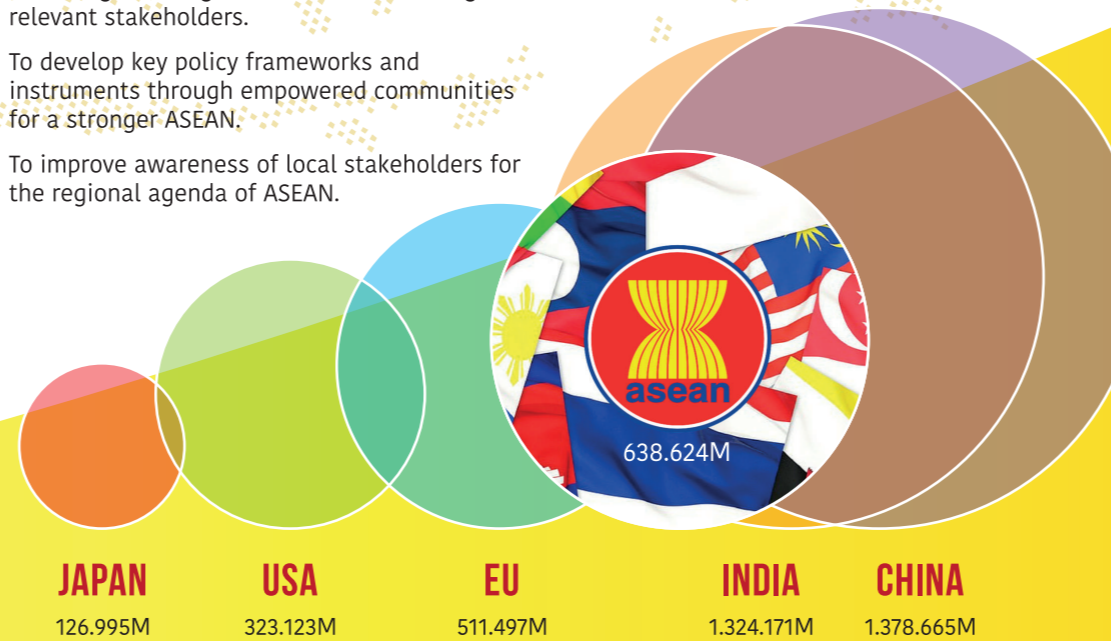 relevant stakeholders.
To develop key policy frameworks and
instruments through empowered communities
for a stronger ASEAN.
To improve awareness of local stakeholders for
the regional agenda of ASEAN.
asean
638.624M
JAPAN
126.995M
USA
323.123M
EU
511.497M
INDIA
1.324.171M
CHINA
1.378.665M